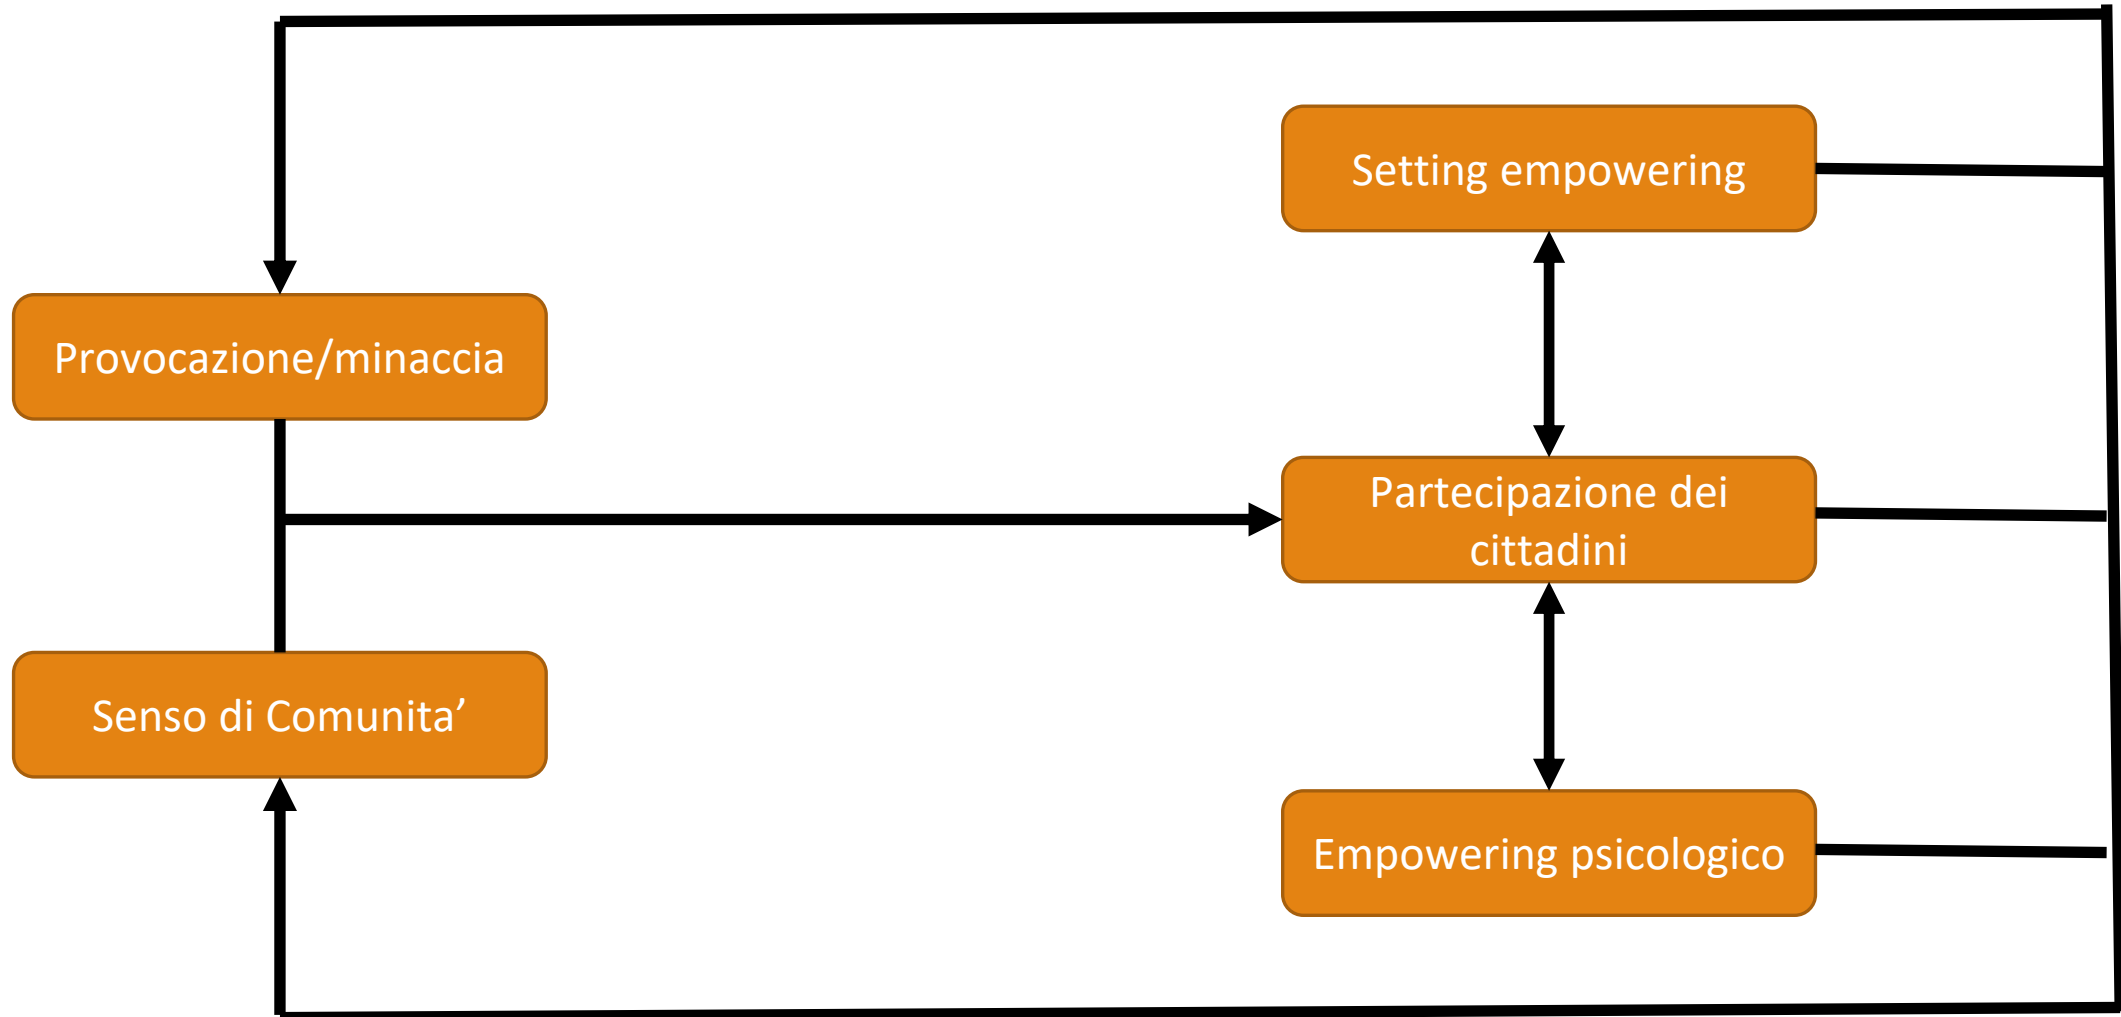 Setting empowering
Provocazione/minaccia
Partecipazione dei
cittadini
Senso di Comunita’
Empowering psicologico